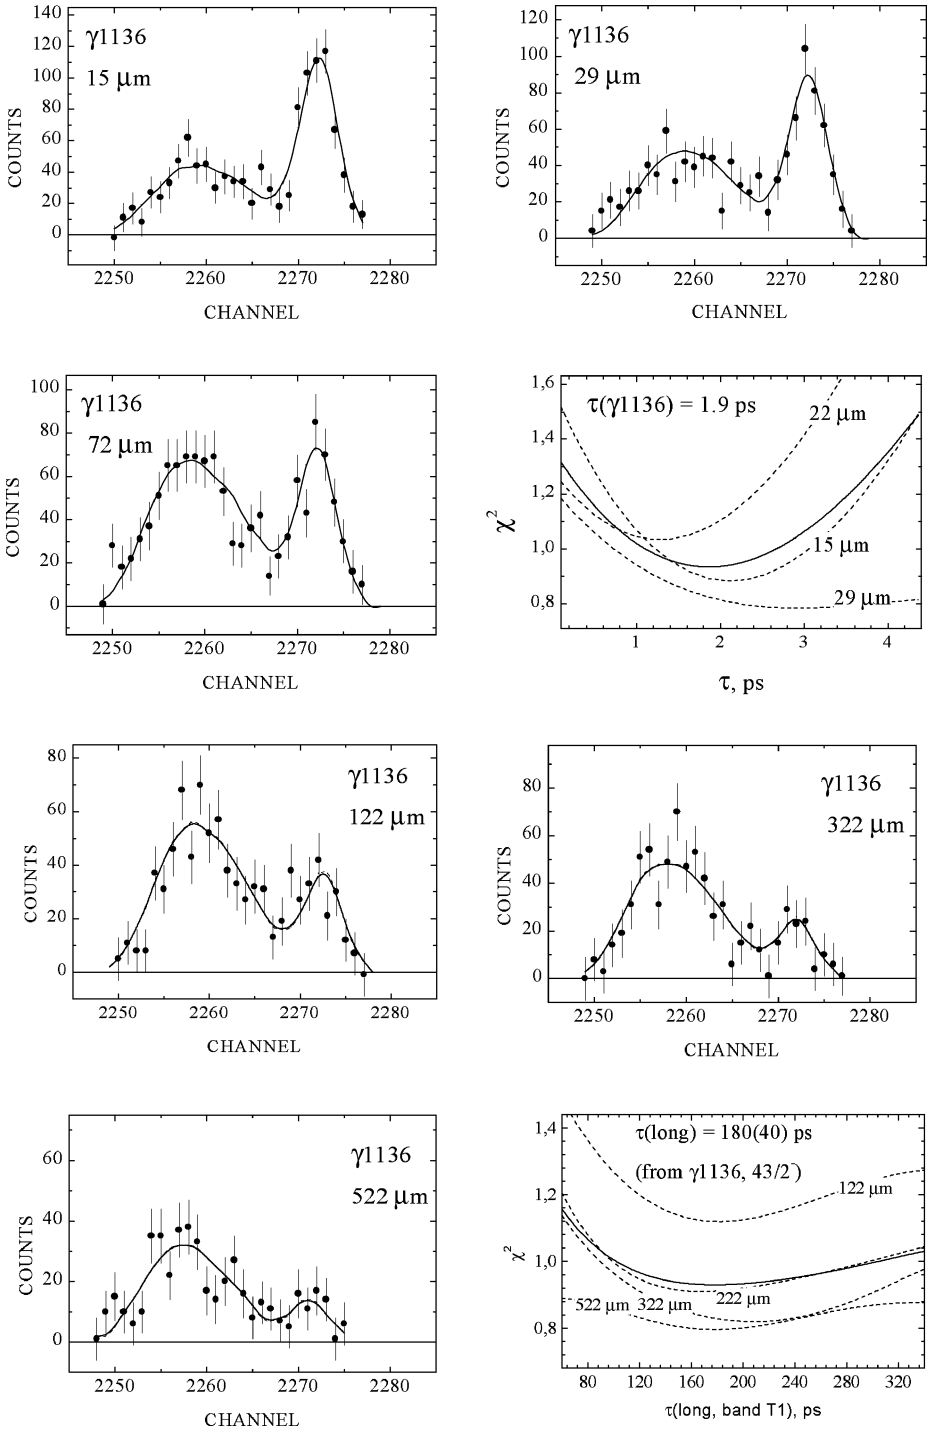 140
120
100
80
60
40
20
0
COUNTS
γ1136
15 μm
2250 2260 2270 2280
CHANNEL
120
100
80
60
40
20
0
COUNTS
γ1136
29 μm
2250 2260 2270 2280
CHANNEL
100
80
60
40
20
0
COUNTS
γ1136
72 μm
2250 2260 2270 2280
CHANNEL
1,6
1,4
1,2
1,0
0,8
χ²
τ(γ1136) = 1.9 ps
22 μm
15 μm
29 μm
1 2 3 4
τ, ps
80
60
40
20
0
COUNTS
γ1136
122 μm
2250 2260 2270 2280
CHANNEL
80
60
40
20
0
COUNTS
γ1136
322 μm
2250 2260 2270 2280
CHANNEL
60
40
20
0
COUNTS
γ1136
522 μm
2250 2260 2270 2280
CHANNEL
1,4
1,2
1,0
0,8
χ²
τ(long) = 180(40) ps
(from γ1136, 43/2⁻)
122 μm
522 μm 322 μm 222 μm
80 120 160 200 240 280 320
τ(long, band T1), ps